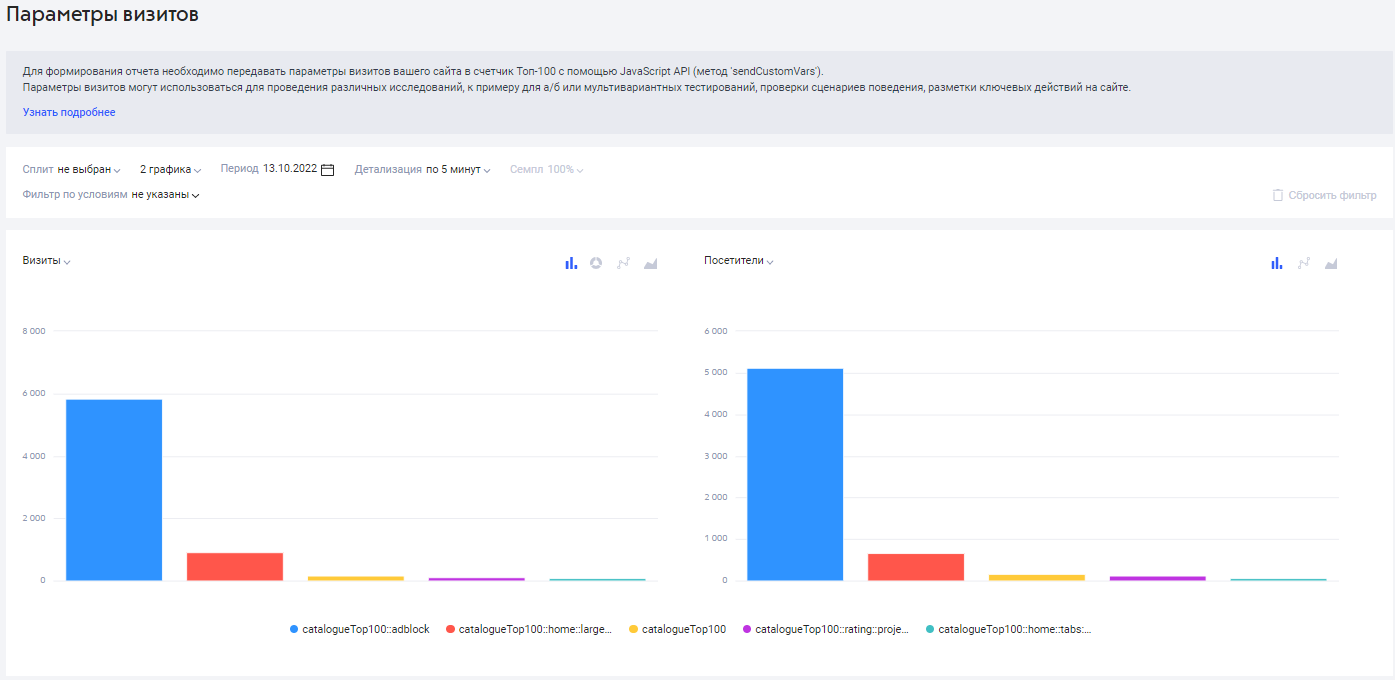 Параметры визитов
Для формирования отчета необходимо передавать параметры визитов вашего сайта в счетчик Топ-100 с помощью JavaScript API (метод 'sendCustomVars').
Параметры визитов могут использоваться для проведения различных исследований, к примеру для а/б или мультивариантных тестирований, проверки сценариев поведения, разметки ключевых действий на сайте.
Узнать подробнее
Сплит не выбран 2 графика Период 13.10.2022 Детализация по 5 минут Семпл 100%
Фильтр по условиям не указаны Сбросить фильтр
Визиты
8 000
6 000
4 000
2 000
0
Посетители
6 000
5 000
4 000
3 000
2 000
1 000
0
catalogueTop100::adblock catalogueTop100::home::large... catalogueTop100 catalogueTop100::rating::proje... catalogueTop100::home::tabs:...